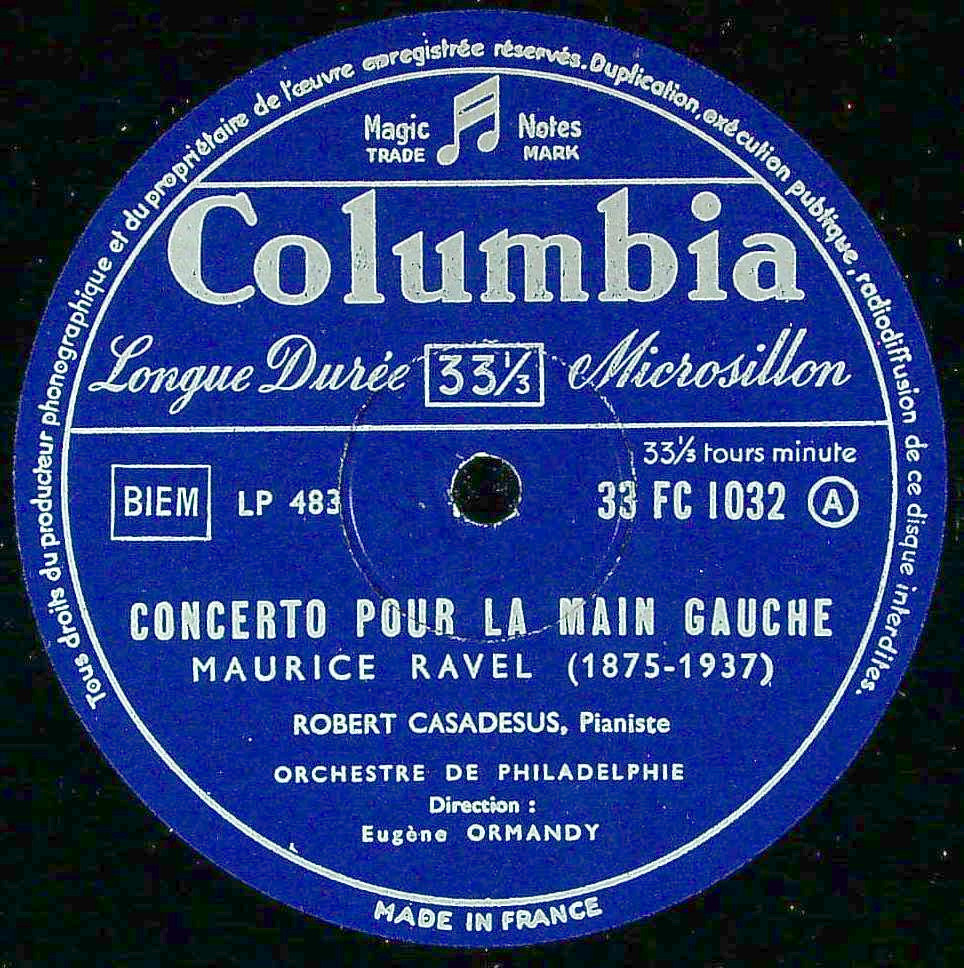 Tous droits du producteur phonographique et du propriétaire de l'œuvre enregistrée réservés. Duplication, exécution publique, radiodiffusion de ce disque interdites.
Magic Notes
TRADE MARK
Columbia
Longue Durée 33⅓ Microsillon
33⅓ tours minute
BIEM LP 483 33 FC 1032 A
CONCERTO POUR LA MAIN GAUCHE
MAURICE RAVEL (1875-1937)
ROBERT CASADESUS, Pianiste
ORCHESTRE DE PHILADELPHIE
Direction :
Eugène ORMANDY
MADE IN FRANCE